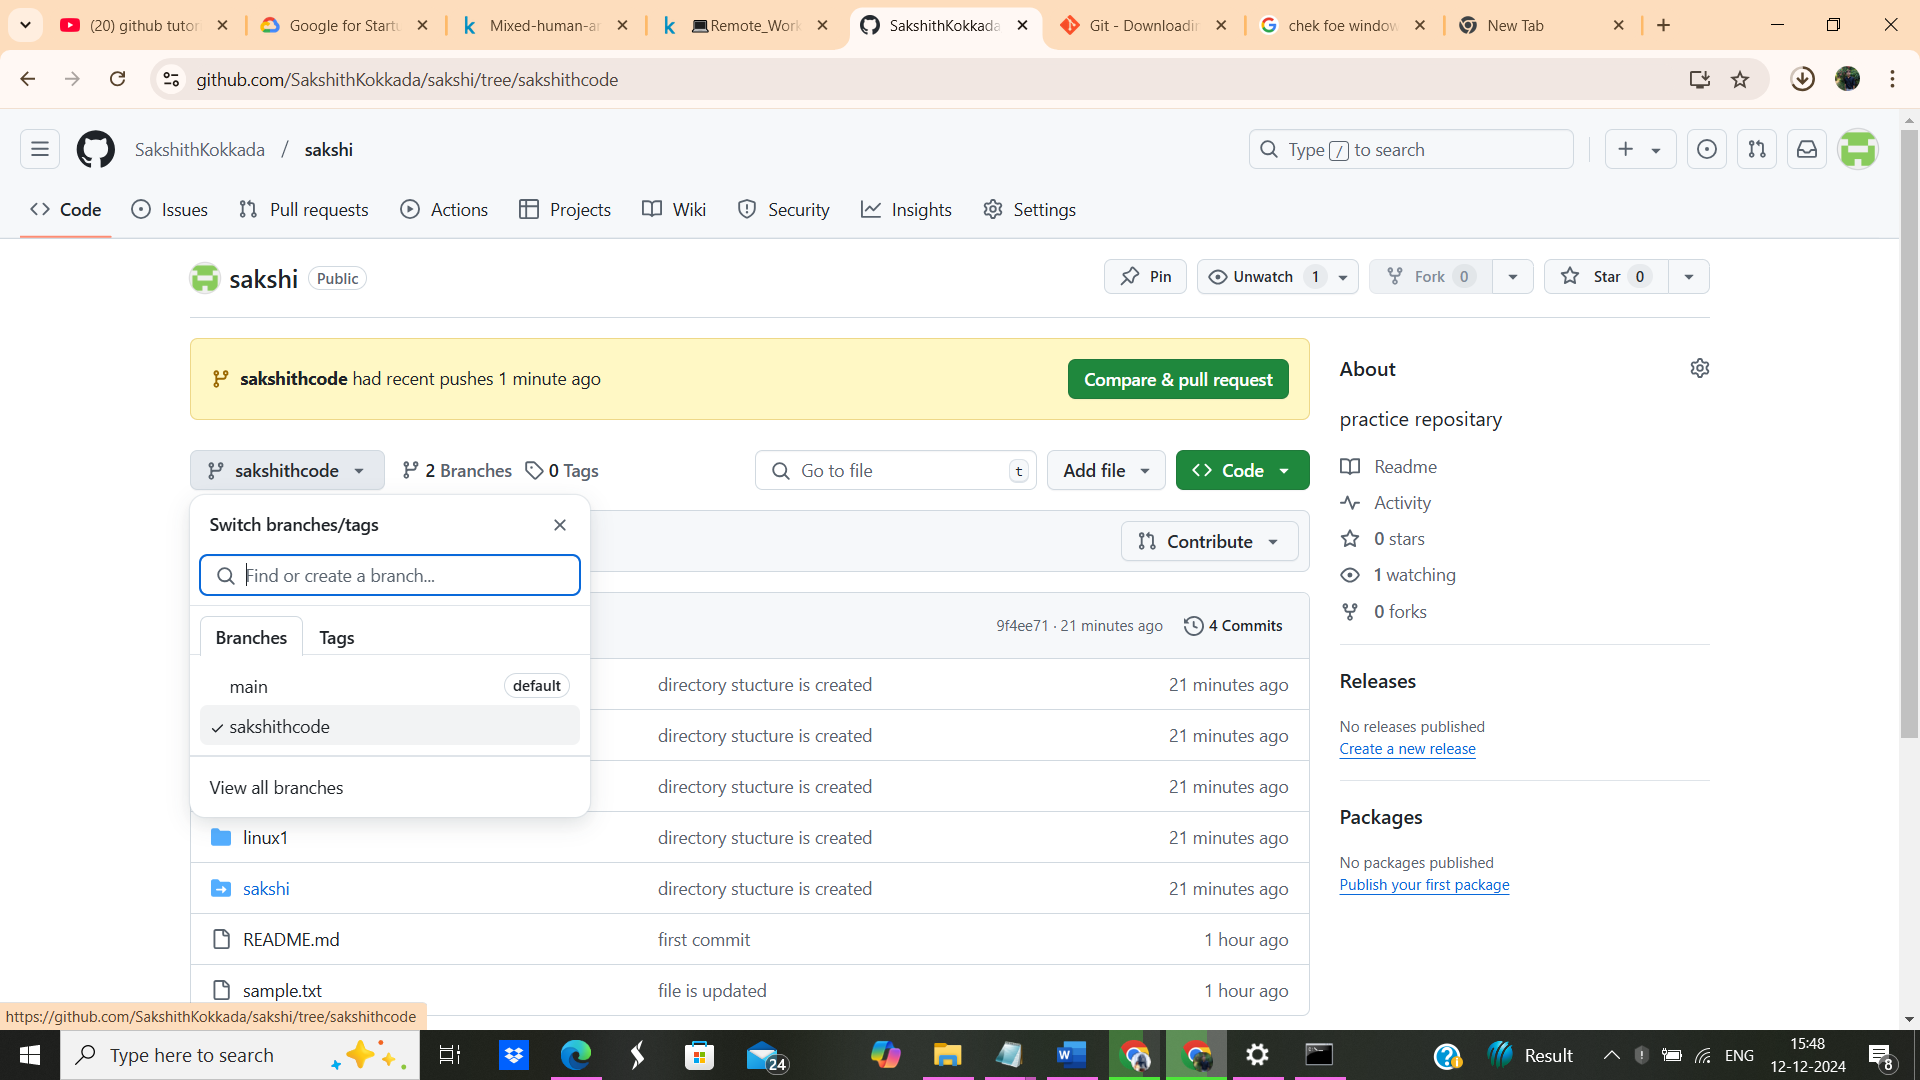 (20) github tutor
Google for Startu
Mixed-human-ar
Remote_Work
SakshithKokkada
Git - Downloadin
chek foe window
New Tab
github.com/SakshithKokkada/sakshi/tree/sakshithcode
SakshithKokkada / sakshi
Type / to search
Code
Issues
Pull requests
Actions
Projects
Wiki
Security
Insights
Settings
sakshi Public
Pin
Unwatch 1
Fork 0
Star 0
sakshithcode had recent pushes 1 minute ago
Compare & pull request
sakshithcode
2 Branches
0 Tags
Go to file t
Add file
Code
Switch branches/tags
Find or create a branch...
Branches
Tags
main default
sakshithcode
View all branches
Contribute
9f4ee71 · 21 minutes ago
4 Commits
directory stucture is created 21 minutes ago
directory stucture is created 21 minutes ago
directory stucture is created 21 minutes ago
linux1 directory stucture is created 21 minutes ago
sakshi directory stucture is created 21 minutes ago
README.md first commit 1 hour ago
sample.txt file is updated 1 hour ago
About
practice repositary
Readme
Activity
0 stars
1 watching
0 forks
Releases
No releases published
Create a new release
Packages
No packages published
Publish your first package
https://github.com/SakshithKokkada/sakshi/tree/sakshithcode
Type here to search
24
Result
ENG
15:48
12-12-2024
8